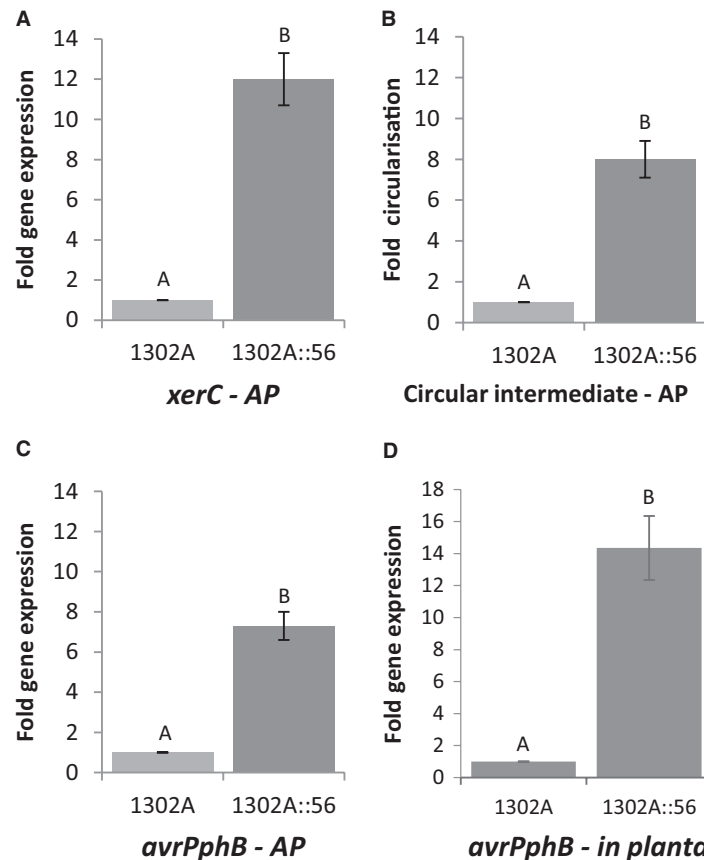 A
Fold gene expression
14
12
10
8
6
4
2
0
A
B
1302A
1302A::56
xerC - AP
B
Fold circularisation
14
12
10
8
6
4
2
0
A
B
1302A
1302A::56
Circular intermediate - AP
C
Fold gene expression
14
12
10
8
6
4
2
0
A
B
1302A
1302A::56
avrPphB - AP
D
Fold gene expression
18
16
14
12
10
8
6
4
2
0
A
B
1302A
1302A::56
avrPphB - in planta